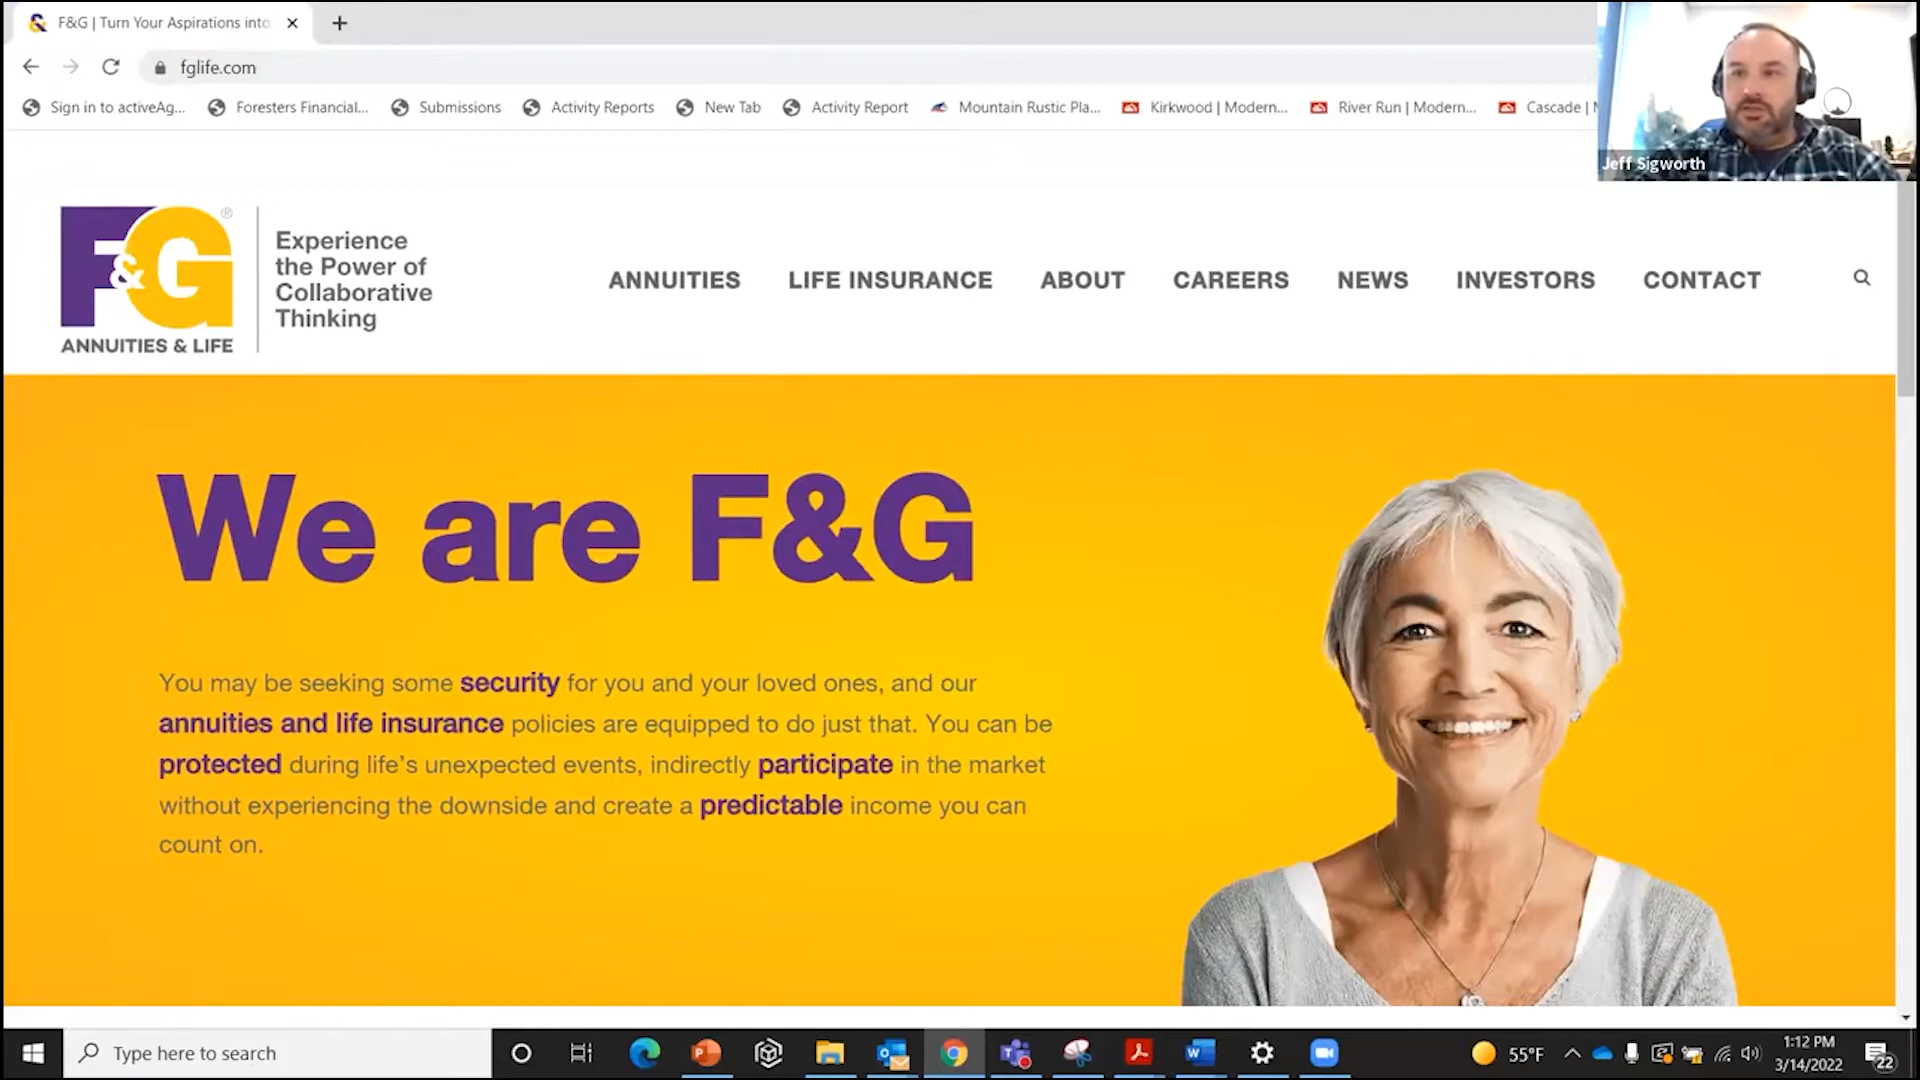 F&G | Turn Your Aspirations into
fglife.com
Sign in to activeAg...
Foresters Financial...
Submissions
Activity Reports
New Tab
Activity Report
Mountain Rustic Pla...
Kirkwood | Modern...
River Run | Modern...
Cascade |
Jeff Sigworth
F&G®
ANNUITIES & LIFE
Experience
the Power of
Collaborative
Thinking
ANNUITIES
LIFE INSURANCE
ABOUT
CAREERS
NEWS
INVESTORS
CONTACT
We are F&G
You may be seeking some security for you and your loved ones, and our
annuities and life insurance policies are equipped to do just that. You can be
protected during life's unexpected events, indirectly participate in the market
without experiencing the downside and create a predictable income you can
count on.
Type here to search
55°F
1:12 PM
3/14/2022
22